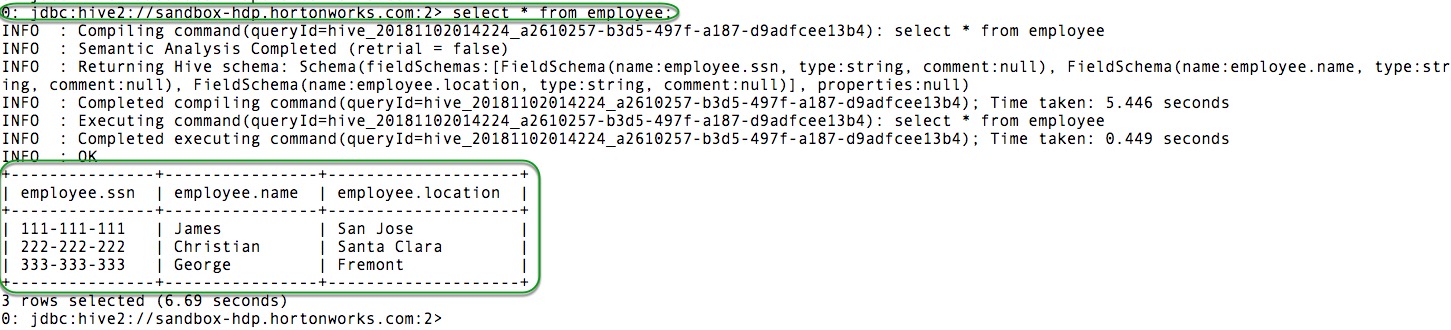 0: jdbc:hive2://sandbox-hdp.hortonworks.com:2> select * from employee;
INFO  : Compiling command(queryId=hive_20181102014224_a2610257-b3d5-497f-a187-d9adfcee13b4): select * from employee
INFO  : Semantic Analysis Completed (retrial = false)
INFO  : Returning Hive schema: Schema(fieldSchemas:[FieldSchema(name:employee.ssn, type:string, comment:null), FieldSchema(name:employee.name, type:str
ing, comment:null), FieldSchema(name:employee.location, type:string, comment:null)], properties:null)
INFO  : Completed compiling command(queryId=hive_20181102014224_a2610257-b3d5-497f-a187-d9adfcee13b4); Time taken: 5.446 seconds
INFO  : Executing command(queryId=hive_20181102014224_a2610257-b3d5-497f-a187-d9adfcee13b4): select * from employee
INFO  : Completed executing command(queryId=hive_20181102014224_a2610257-b3d5-497f-a187-d9adfcee13b4); Time taken: 0.449 seconds
INFO  : OK
+---------------+----------------+--------------------+
| employee.ssn  | employee.name  | employee.location  |
+---------------+----------------+--------------------+
| 111-111-111   | James          | San Jose           |
| 222-222-222   | Christian      | Santa Clara        |
| 333-333-333   | George         | Fremont            |
+---------------+----------------+--------------------+
3 rows selected (6.69 seconds)
0: jdbc:hive2://sandbox-hdp.hortonworks.com:2>